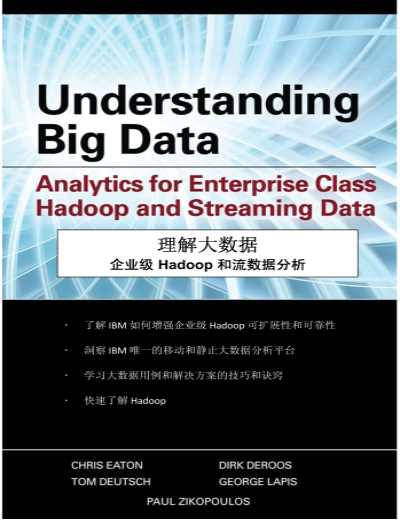 Understanding
Big Data
Analytics for Enterprise Class
Hadoop and Streaming Data
理解大数据
企业级 Hadoop 和流数据分析
· 了解 IBM 如何增强企业级 Hadoop 可扩展性和可靠性
· 洞察 IBM 唯一的移动和静止大数据分析平台
· 学习大数据用例和解决方案的技巧和诀窍
· 快速了解 Hadoop
CHRIS EATON DIRK DEROOS
TOM DEUTSCH GEORGE LAPIS
PAUL ZIKOPOULOS